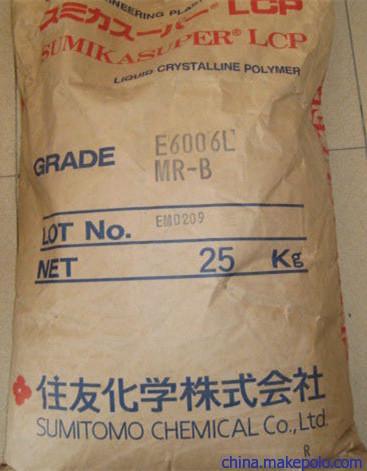 ENGINEERING PLASTI
スミカスーパー® LCP
SUMIKASUPER® LCP
LIQUID CRYSTALLINE POLYMER
GRADE E6006L
MR-B
LOT No. EM0209
NET 25 Kg
住友化学株式会社
SUMITOMO CHEMICAL Co., Ltd.
R
china.makepolo.com